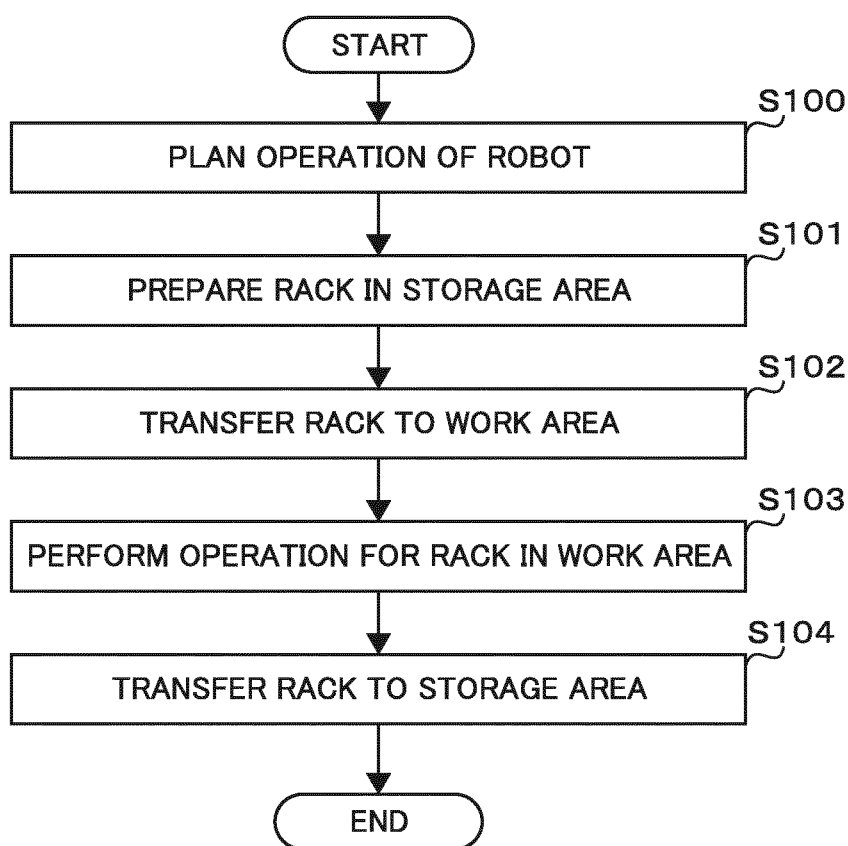 START
S100
PLAN OPERATION OF ROBOT
S101
PREPARE RACK IN STORAGE AREA
S102
TRANSFER RACK TO WORK AREA
S103
PERFORM OPERATION FOR RACK IN WORK AREA
S104
TRANSFER RACK TO STORAGE AREA
END